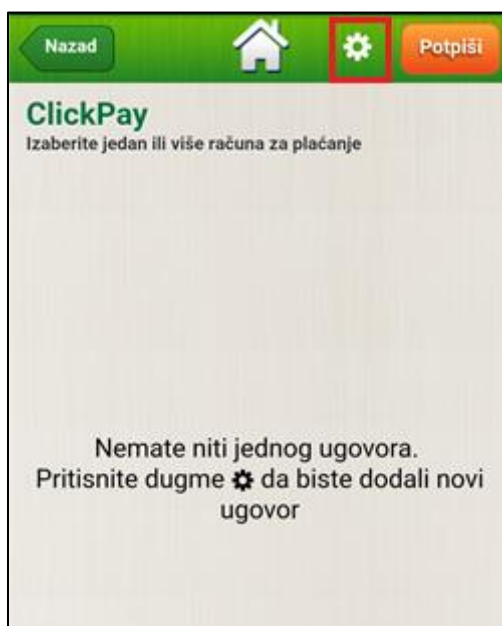 Nazad
Potpiši
ClickPay
Izaberite jedan ili više računa za plaćanje
Nemate niti jednog ugovora.
Pritisnite dugme da biste dodali novi
ugovor